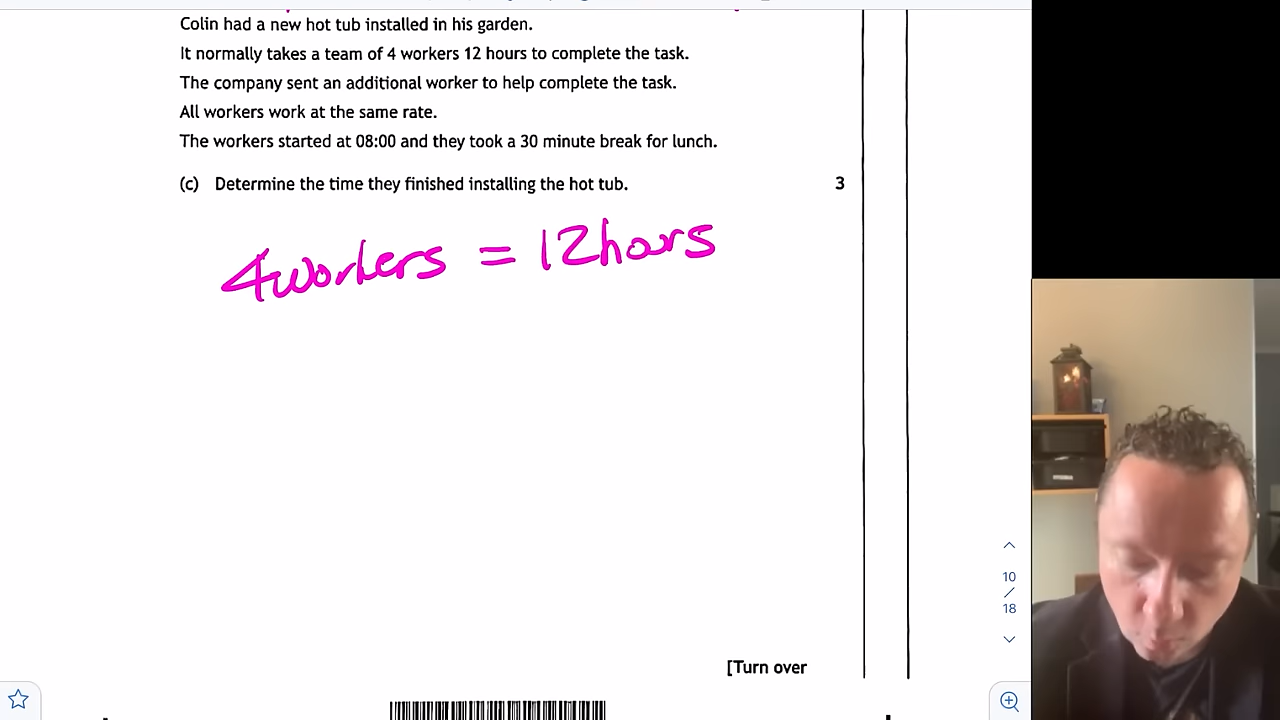 Colin had a new hot tub installed in his garden.
It normally takes a team of 4 workers 12 hours to complete the task.
The company sent an additional worker to help complete the task.
All workers work at the same rate.
The workers started at 08:00 and they took a 30 minute break for lunch.
(c) Determine the time they finished installing the hot tub. 3
4workers = 12hours
10
/
18
[Turn over